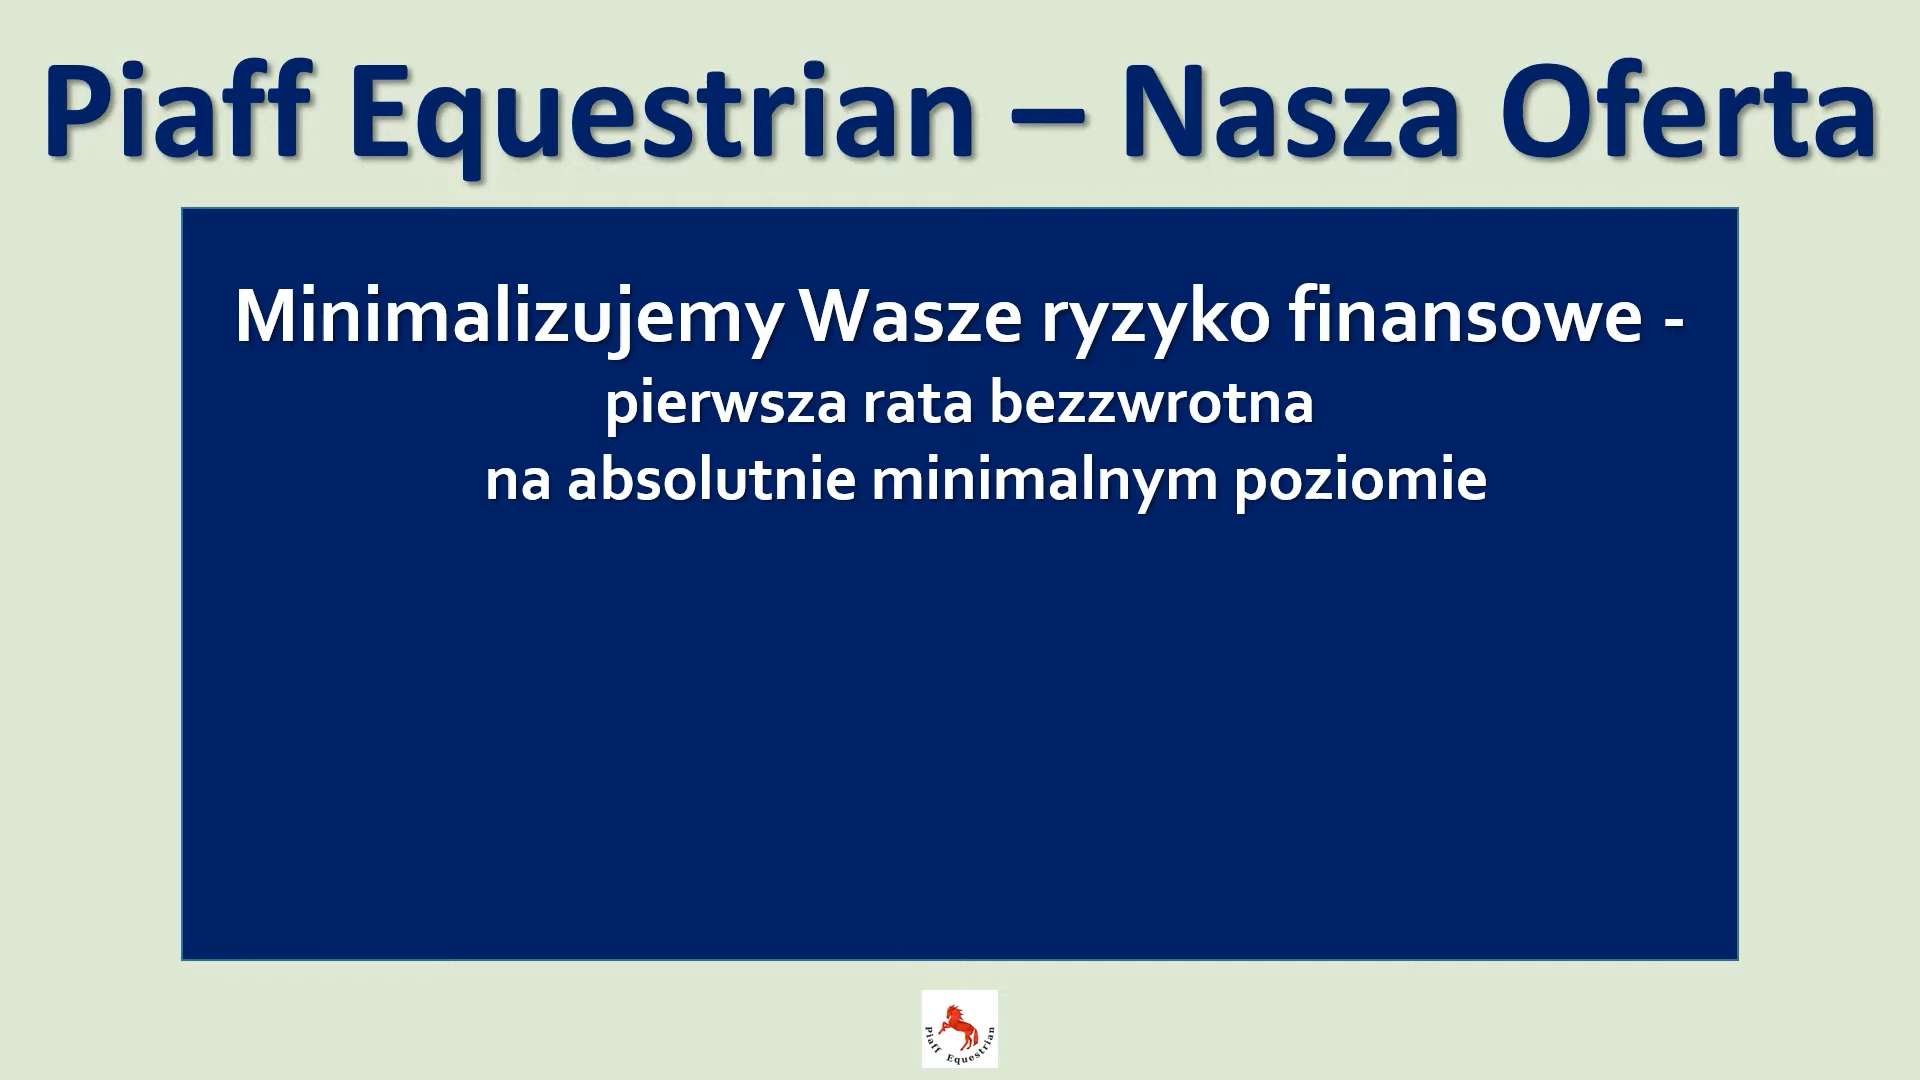 Piaff Equestrian – Nasza Oferta
Minimalizujemy Wasze ryzyko finansowe -
pierwsza rata bezzwrotna
na absolutnie minimalnym poziomie
Piaff Equestrian